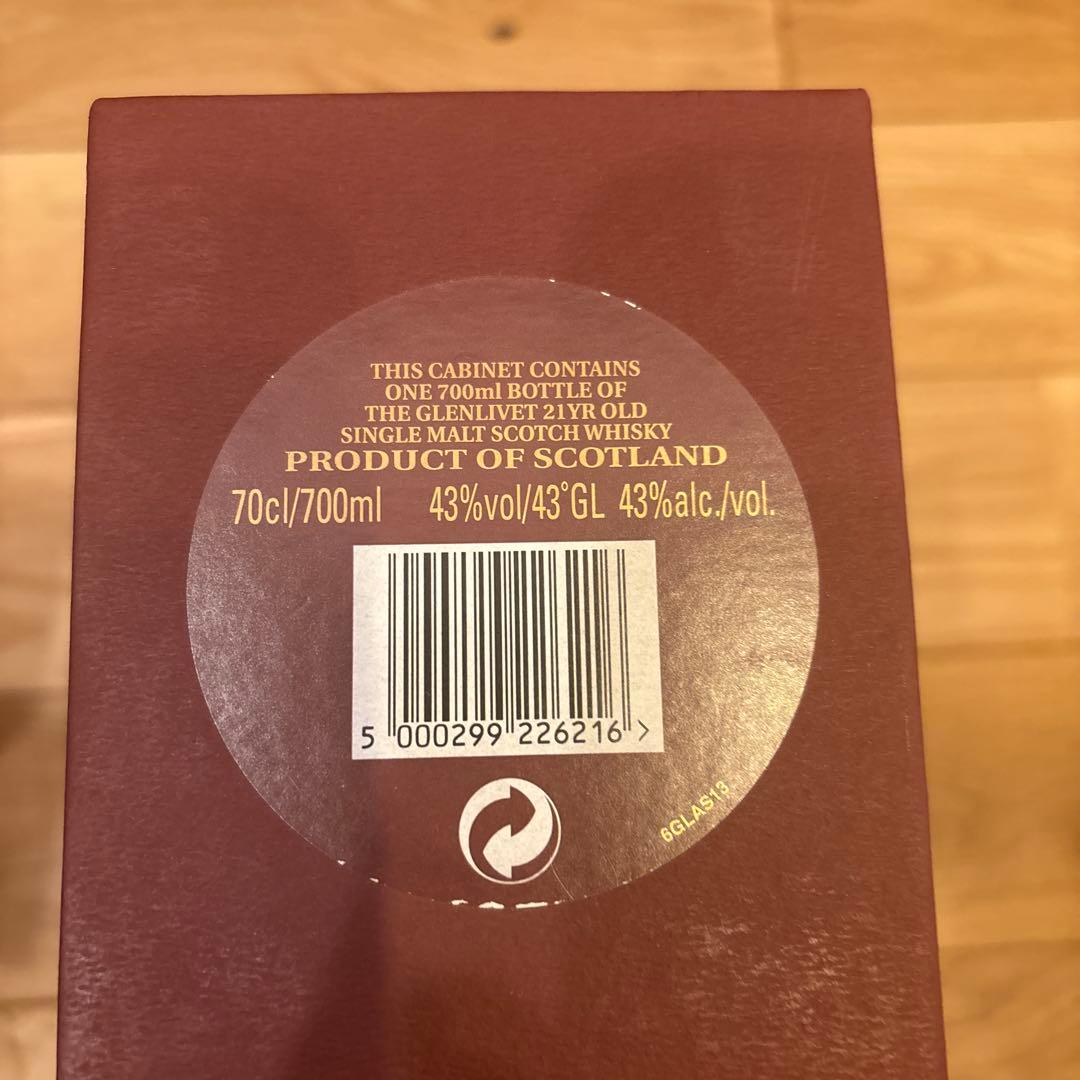 THIS CABINET CONTAINS
ONE 700ml BOTTLE OF
THE GLENLIVET 21YR OLD
SINGLE MALT SCOTCH WHISKY
PRODUCT OF SCOTLAND
70cl/700ml 43%vol/43°GL 43%alc./vol.
5 000299 226216 >
6GLAS13